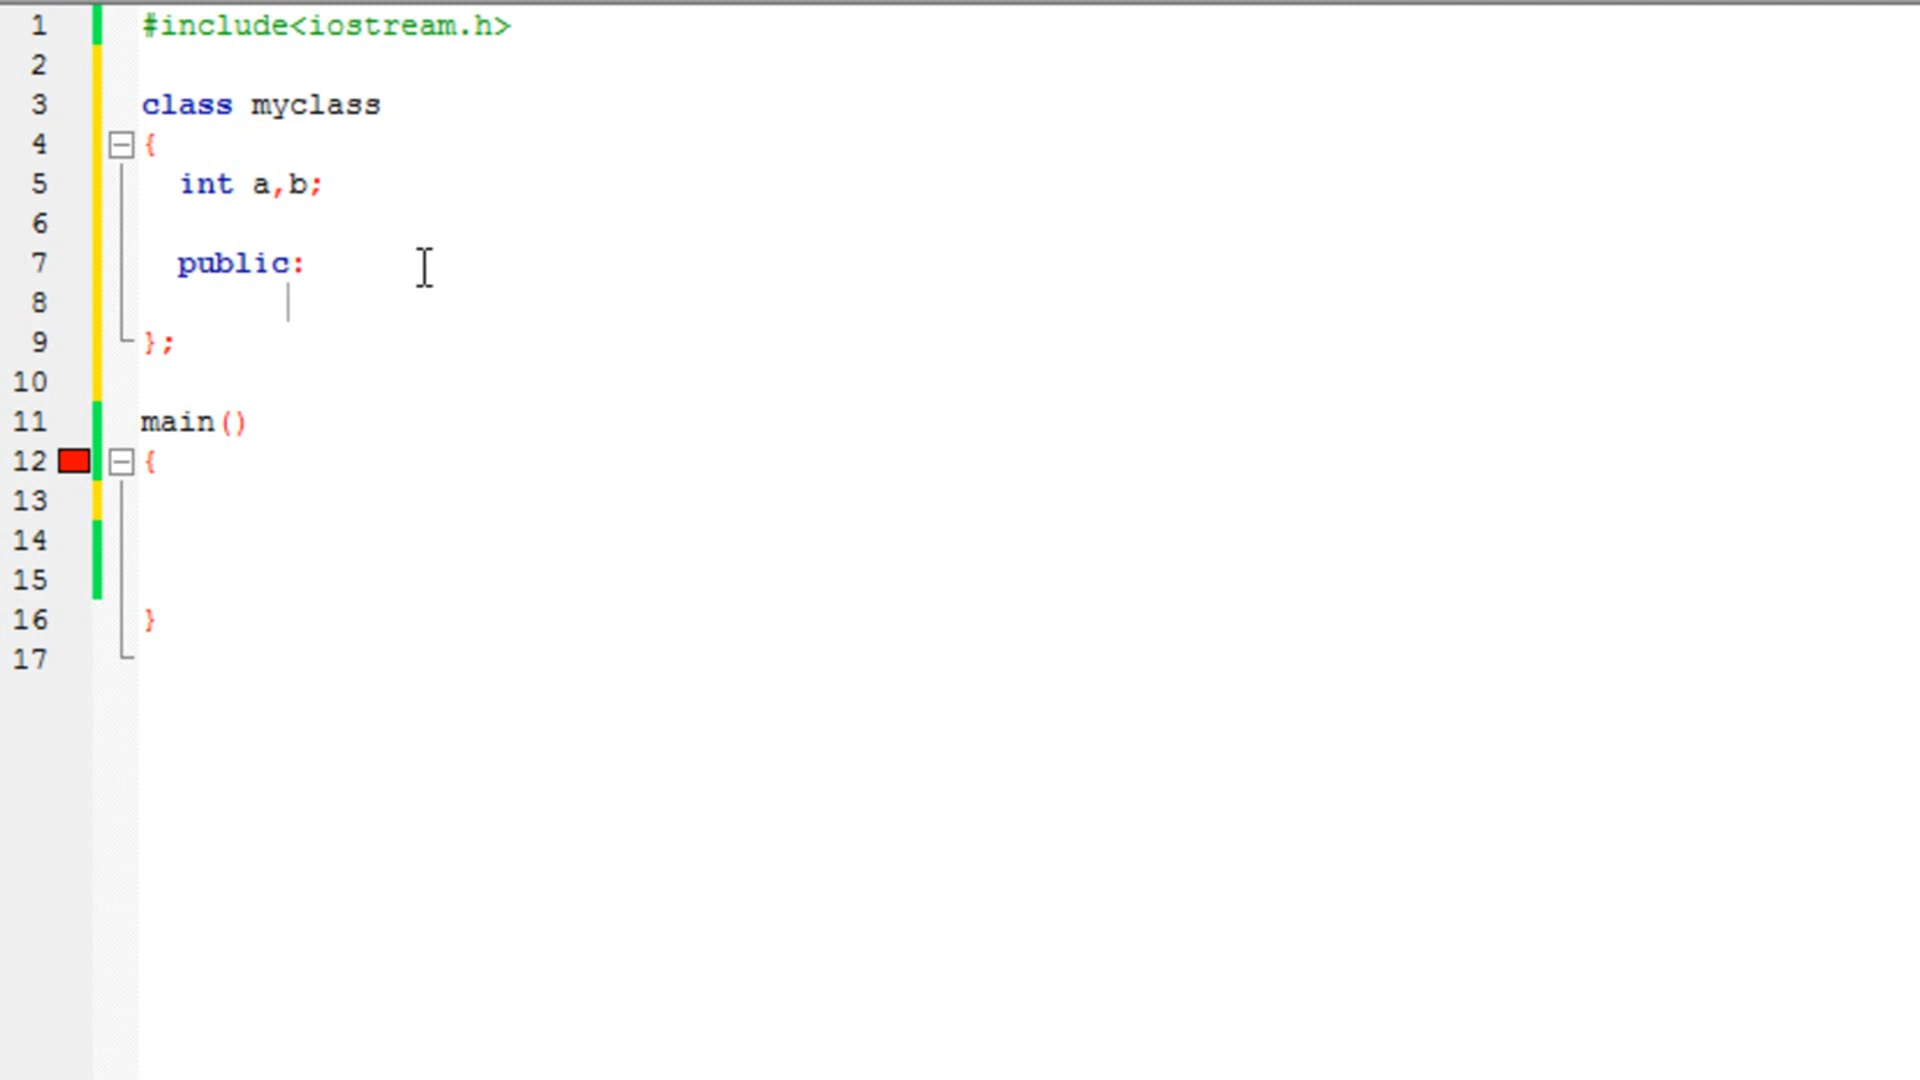 1 #include<iostream.h>
2
3 class myclass
4 {
5 int a,b;
6
7 public:
8
9 };
10
11 main()
12 {
13
14
15
16 }
17